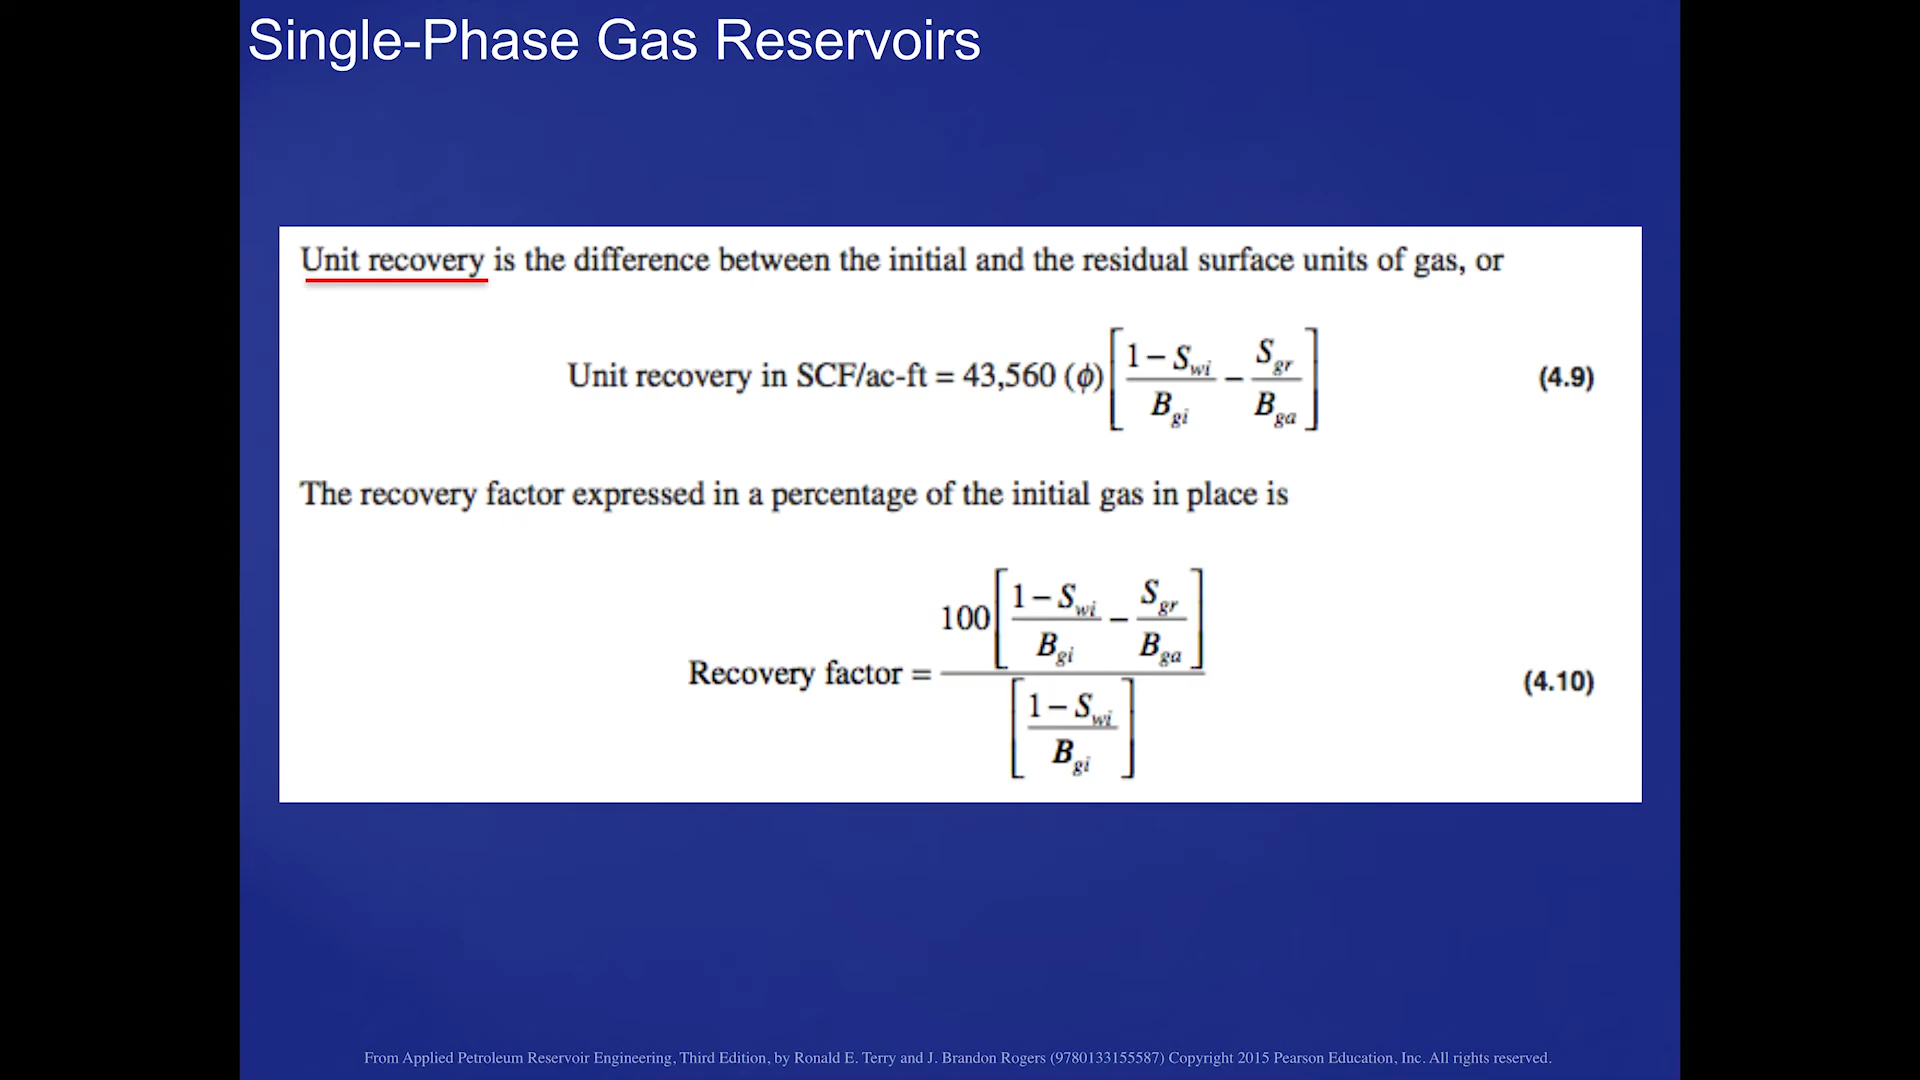 Single-Phase Gas Reservoirs
Unit recovery is the difference between the initial and the residual surface units of gas, or
Unit recovery in SCF/ac-ft = 43,560 (ϕ) [ (1 − S_wi)/B_gi − S_gr/B_ga ] (4.9)
The recovery factor expressed in a percentage of the initial gas in place is
Recovery factor = 100 [ (1 − S_wi)/B_gi − S_gr/B_ga ] / [ (1 − S_wi)/B_gi ] (4.10)
From Applied Petroleum Reservoir Engineering, Third Edition, by Ronald E. Terry and J. Brandon Rogers (9780133155587) Copyright 2015 Pearson Education, Inc. All rights reserved.